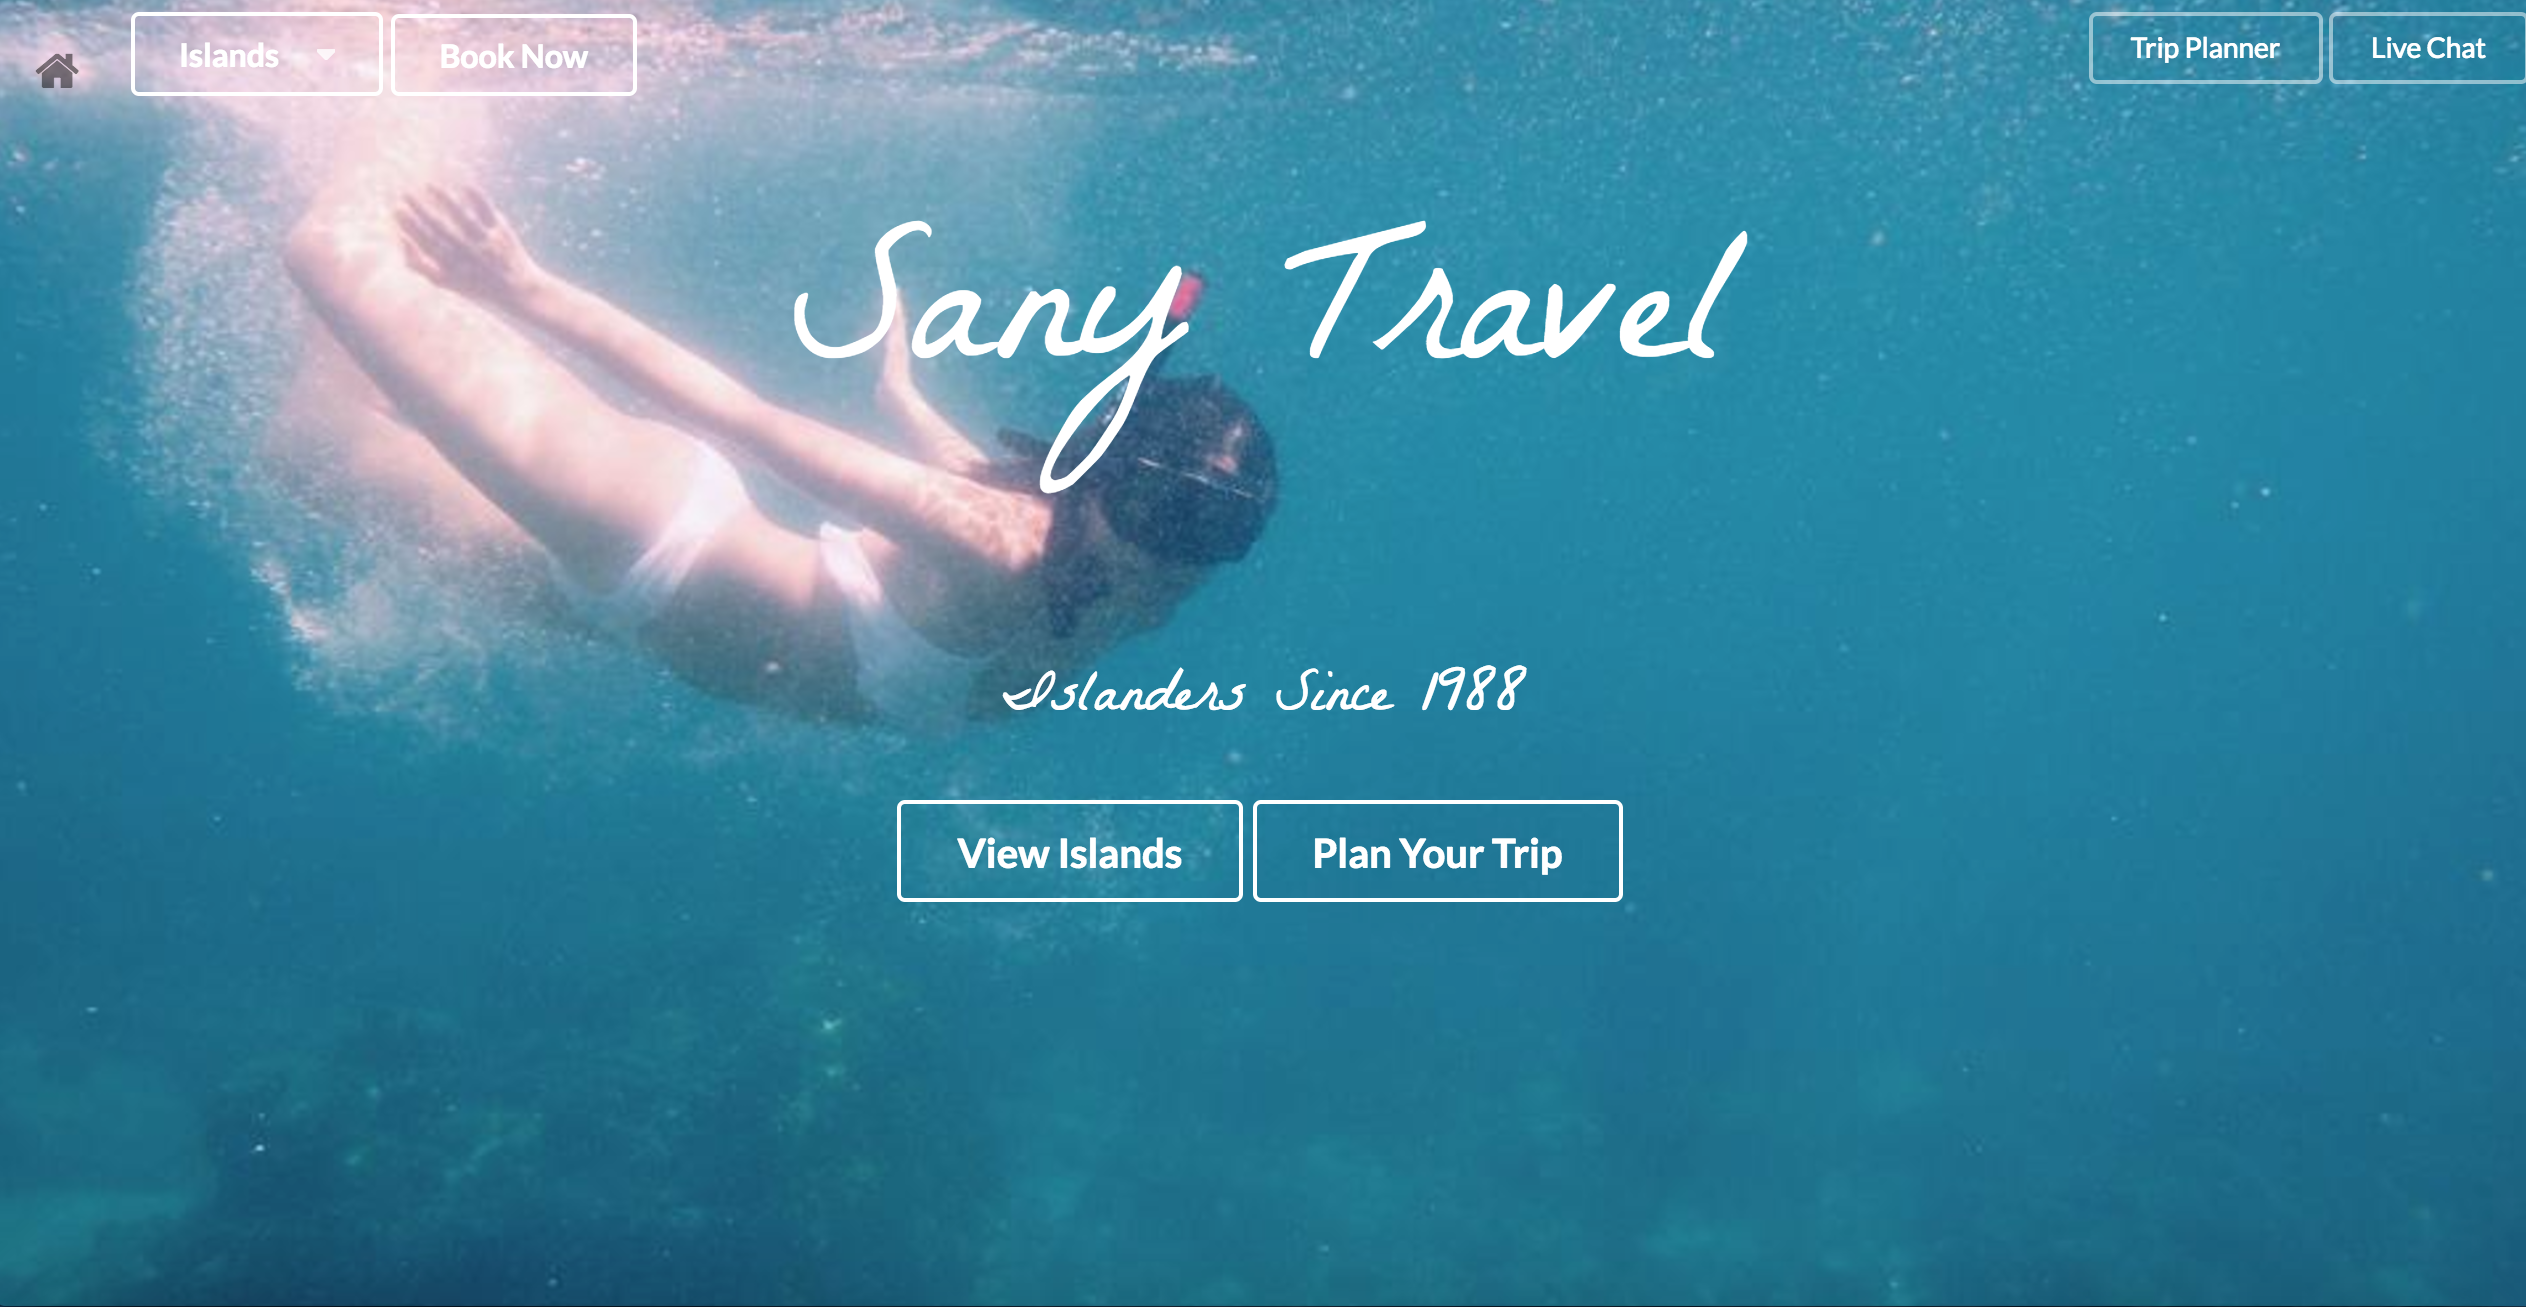 Islands
Book Now
Trip Planner
Live Chat
Sany Travel
Islanders Since 1988
View Islands
Plan Your Trip